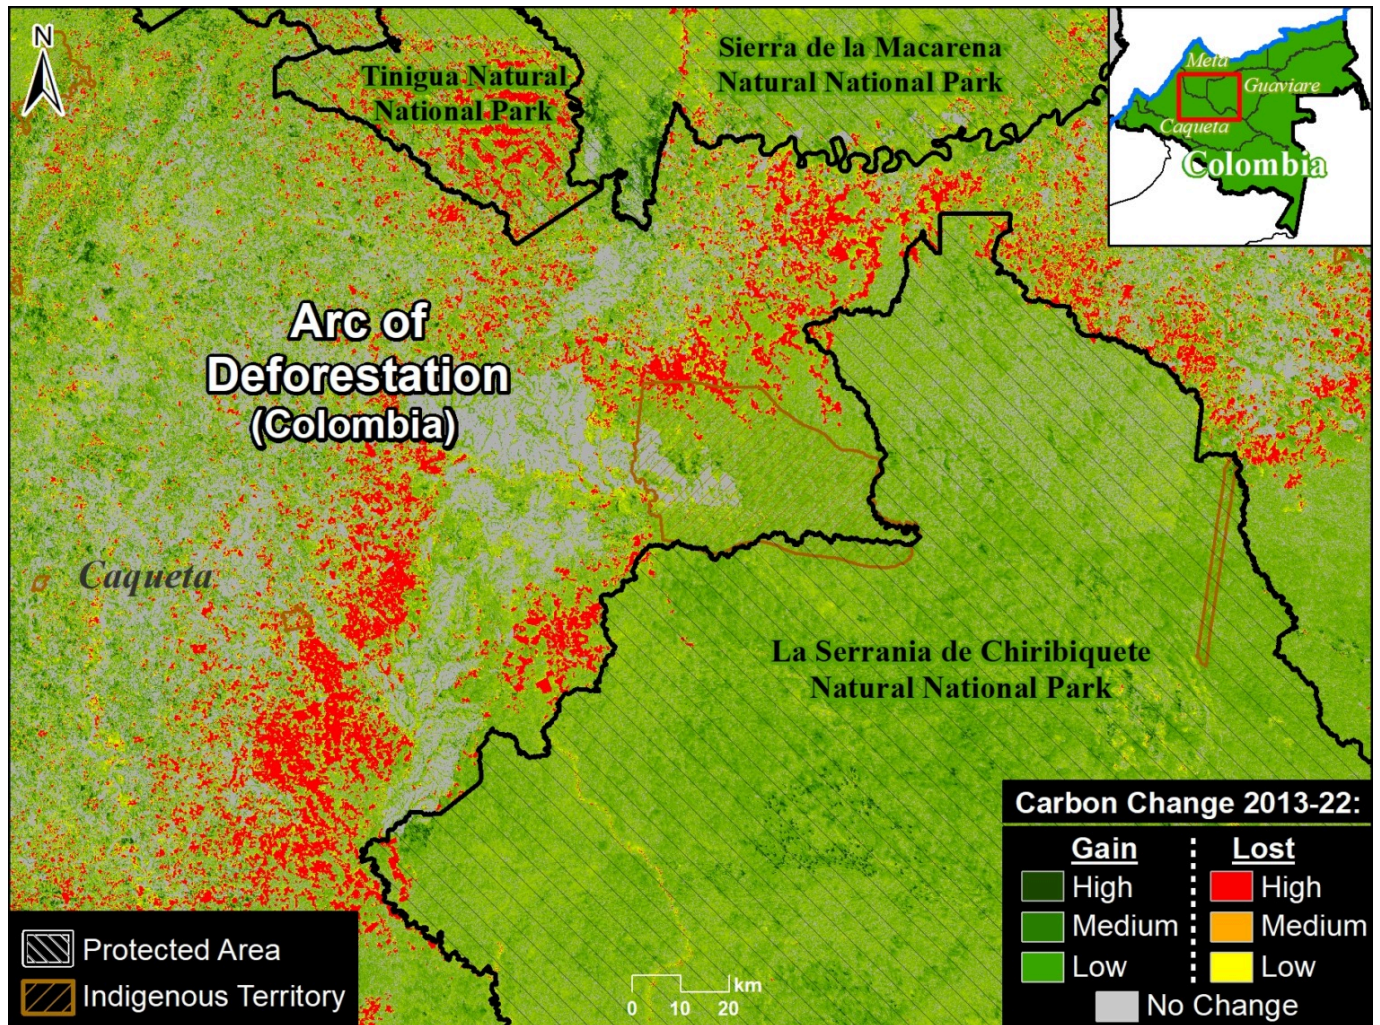 N
Tinigua Natural
National Park
Sierra de la Macarena
Natural National Park
Meta
Guaviare
Caqueta
Colombia
Arc of
Deforestation
(Colombia)
Caqueta
La Serrania de Chiribiquete
Natural National Park
Carbon Change 2013-22:
Gain
Lost
High
High
Medium
Medium
Low
Low
No Change
Protected Area
Indigenous Territory
km
0 10 20